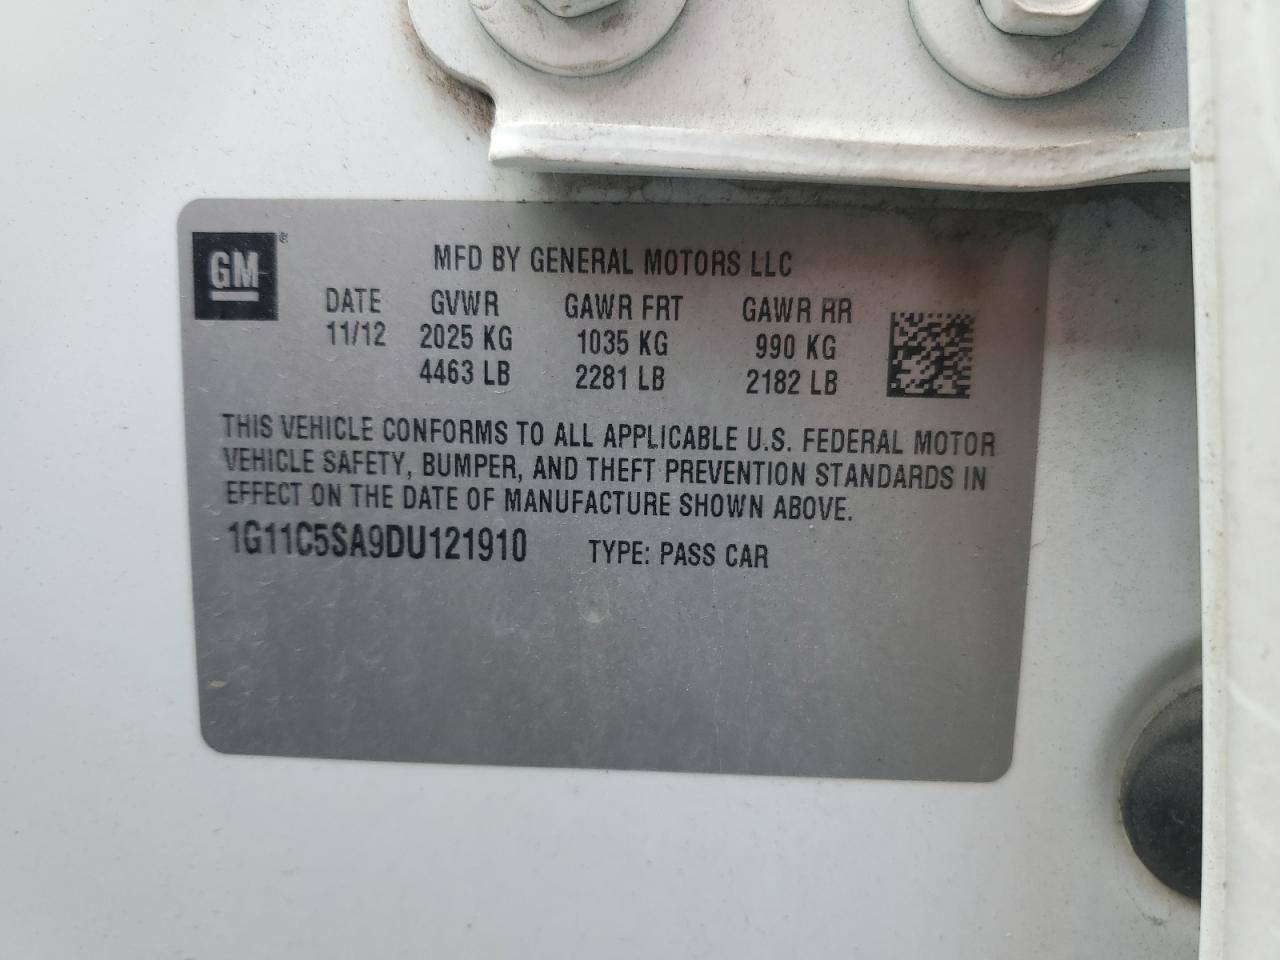 GM®
MFD BY GENERAL MOTORS LLC
DATE GVWR GAWR FRT GAWR RR
11/12 2025 KG 1035 KG 990 KG
4463 LB 2281 LB 2182 LB
THIS VEHICLE CONFORMS TO ALL APPLICABLE U.S. FEDERAL MOTOR
VEHICLE SAFETY, BUMPER, AND THEFT PREVENTION STANDARDS IN
EFFECT ON THE DATE OF MANUFACTURE SHOWN ABOVE.
1G11C5SA9DU121910 TYPE: PASS CAR